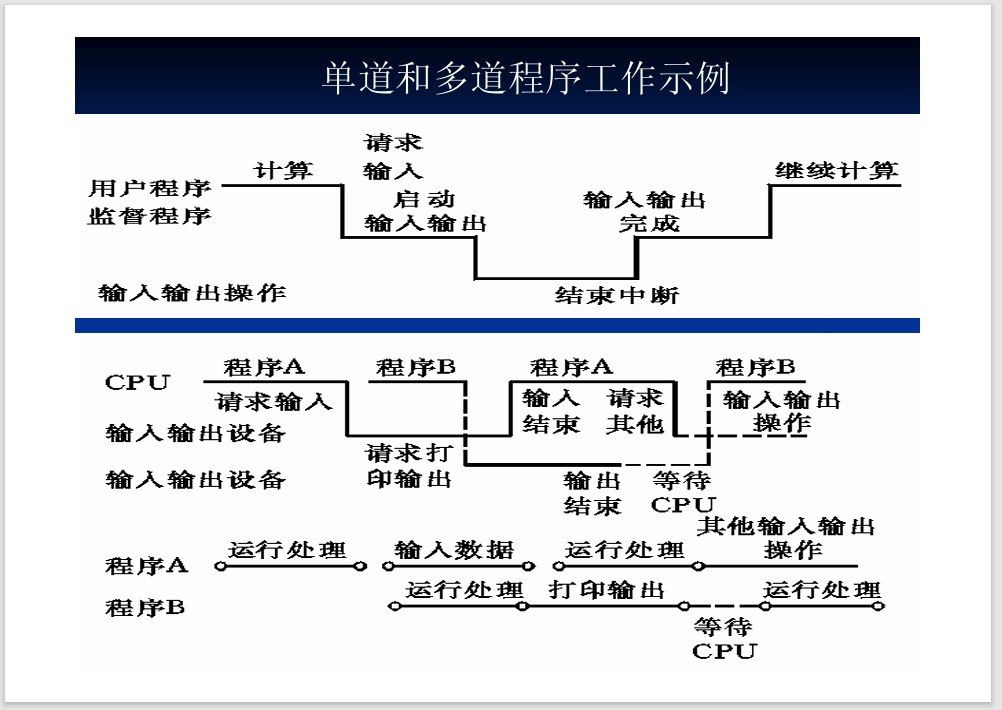 单道和多道程序工作示例
请求
计算 输入 继续计算
用户程序 启动 输入输出
监督程序 输入输出 完成
输入输出操作 结束中断
程序A 程序B 程序A 程序B
CPU
请求输入 输入 请求 输入输出
结束 其他 操作
输入输出设备
请求打
输入输出设备 印输出 输出 等待
结束 CPU
其他输入输出
运行处理 输入数据 运行处理 操作
程序A
运行处理 打印输出 运行处理
程序B
等待
CPU